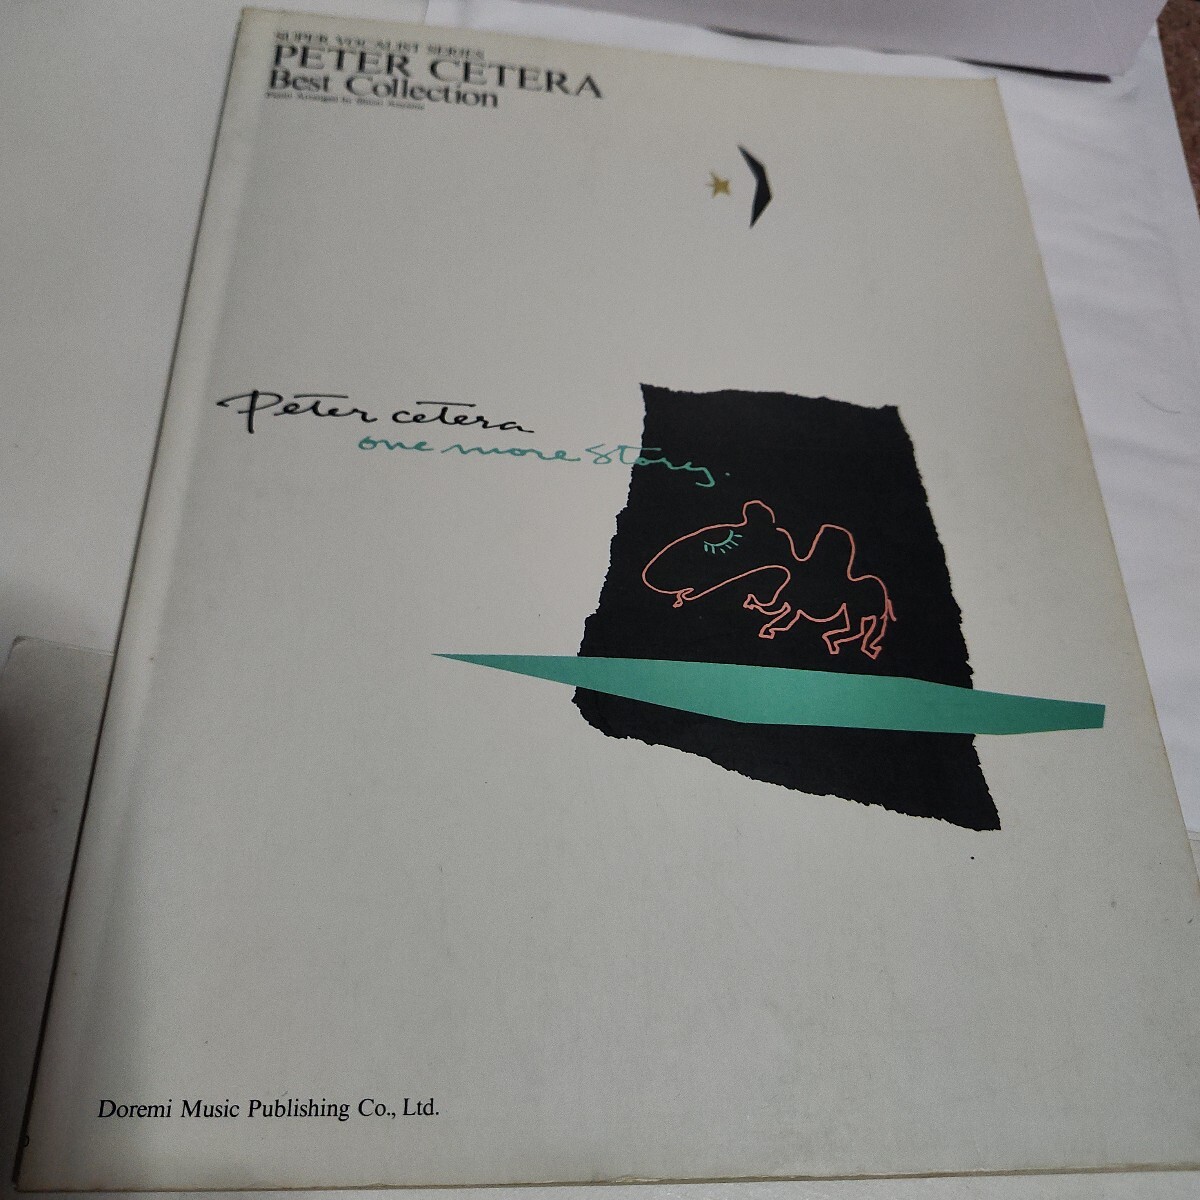 SUPER VOCALIST SERIES
PETER CETERA
Best Collection
Peter cetera
one more story.
Doremi Music Publishing Co., Ltd.